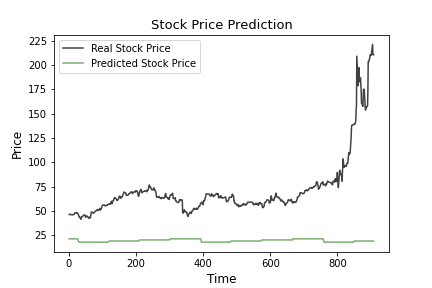 Stock Price Prediction
225
200
175
150
125
100
75
50
25
Real Stock Price
Predicted Stock Price
Price
0 200 400 600 800
Time